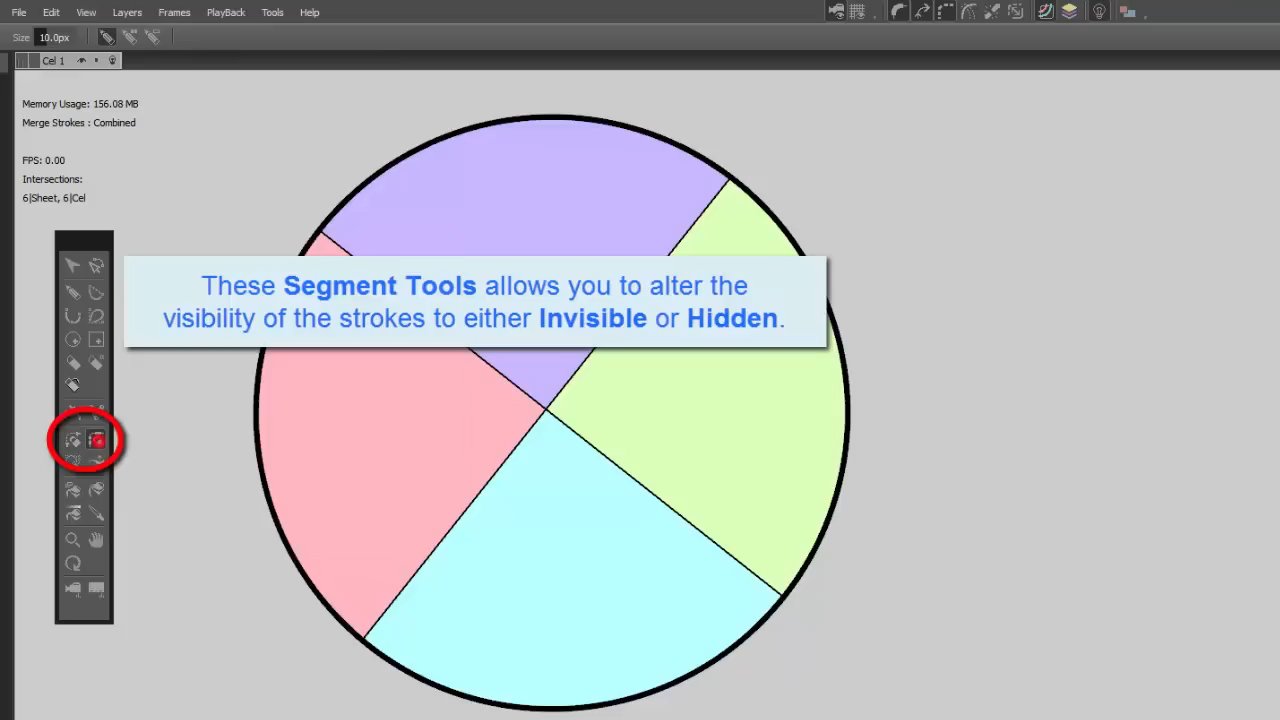 File Edit View Layers Frames PlayBack Tools Help
Size 10.0px
Cel 1
Memory Usage: 156.08 MB
Merge Strokes : Combined
FPS: 0.00
Intersections:
6|Sheet, 6|Cel
These Segment Tools allows you to alter the
visibility of the strokes to either Invisible or Hidden.